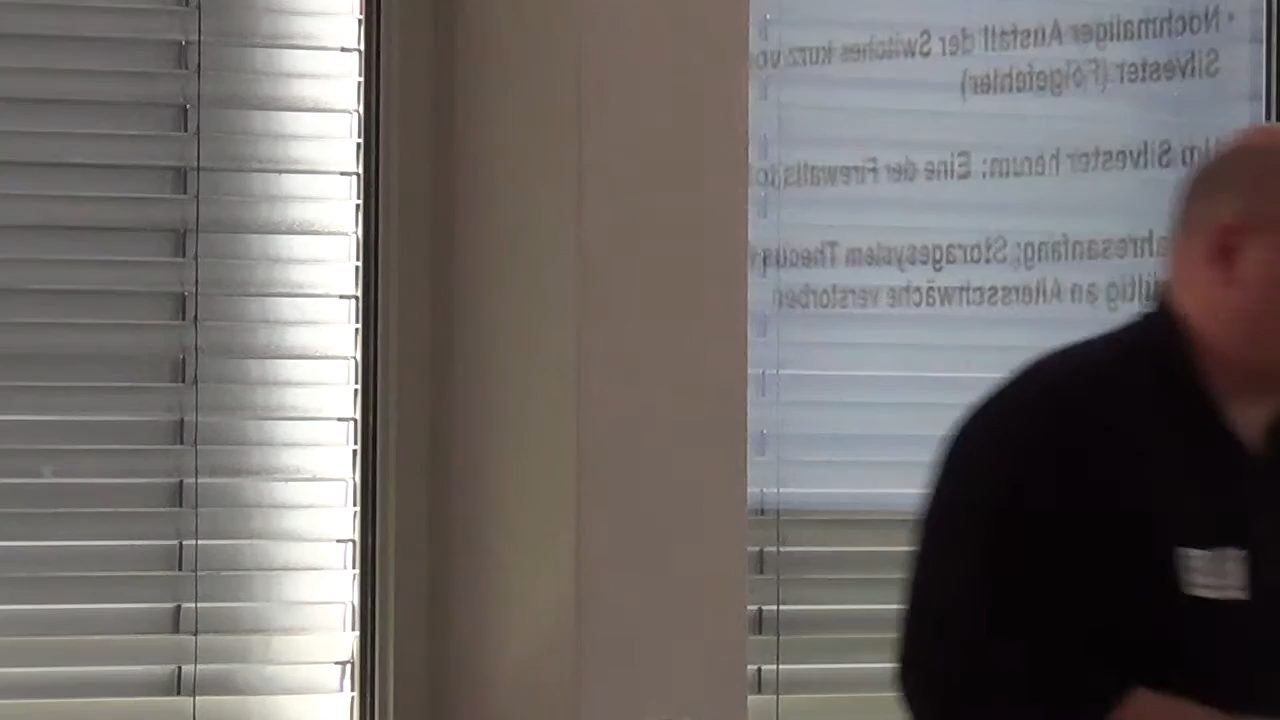 • Nochmaliger Ausfall der Switches kurz vo
Silvester (Folgefehler)
Um Silvester herum: Eine der Firewalls
ahresanfang: Storagesystem Thecus
an Altersschwäche verstorben